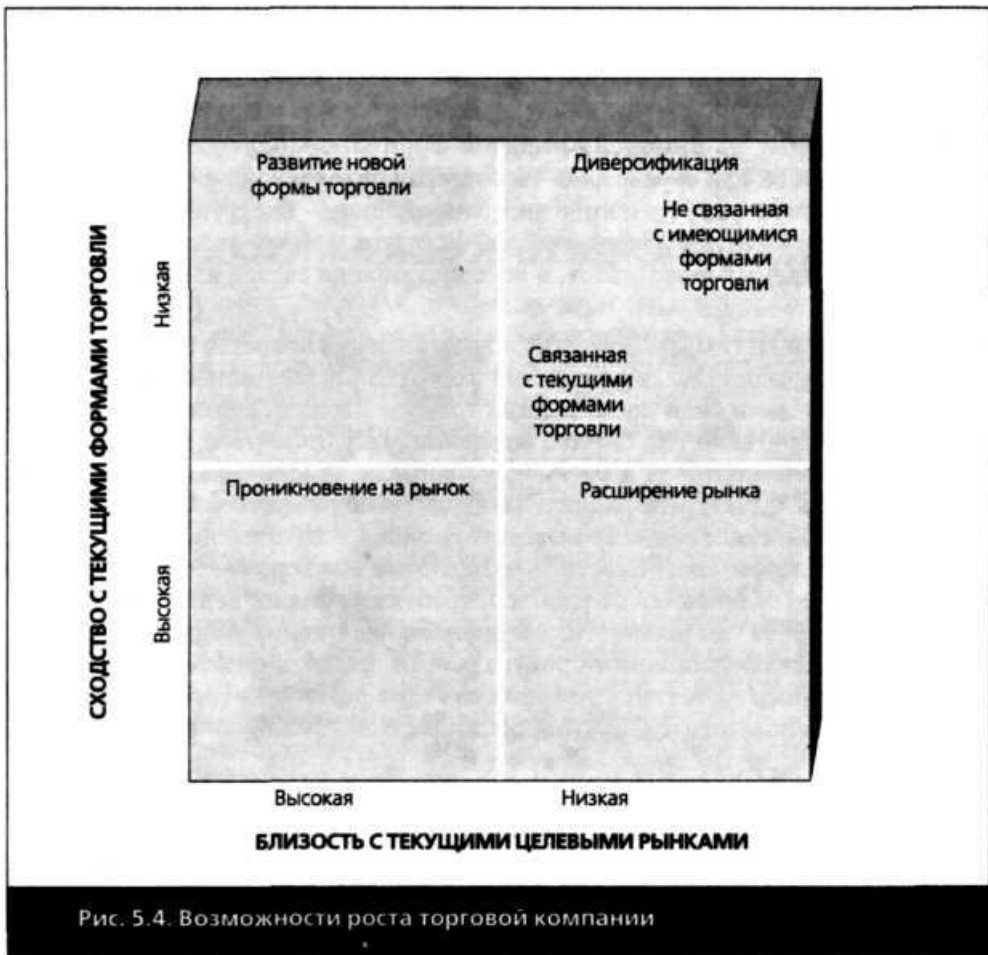 Развитие новой
формы торговли
Диверсификация
Не связанная
с имеющимися
формами
торговли
Связанная
с текущими
формами
торговли
Проникновение на рынок
Расширение рынка
СХОДСТВО С ТЕКУЩИМИ ФОРМАМИ ТОРГОВЛИ
Низкая
Высокая
Высокая
Низкая
БЛИЗОСТЬ С ТЕКУЩИМИ ЦЕЛЕВЫМИ РЫНКАМИ
Рис. 5.4. Возможности роста торговой компании